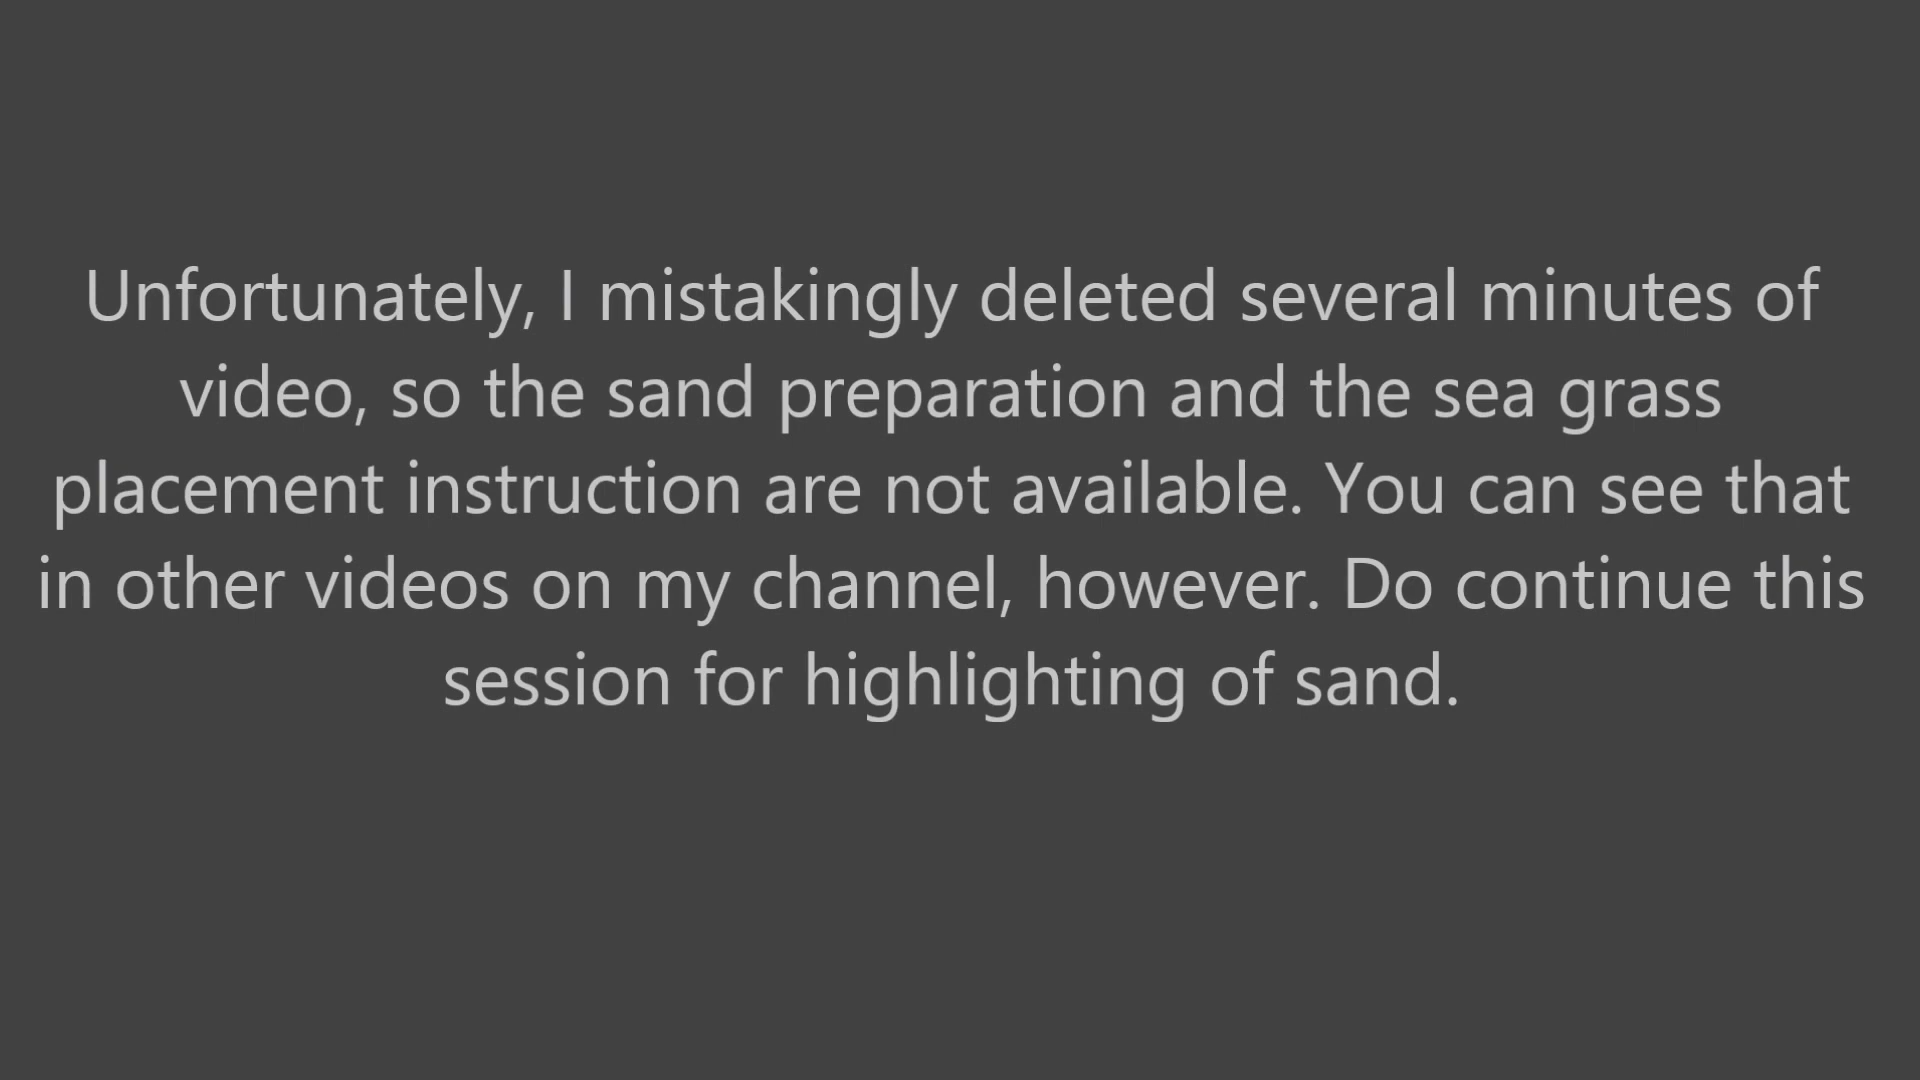 Unfortunately, I mistakingly deleted several minutes of
video, so the sand preparation and the sea grass
placement instruction are not available. You can see that
in other videos on my channel, however. Do continue this
session for highlighting of sand.